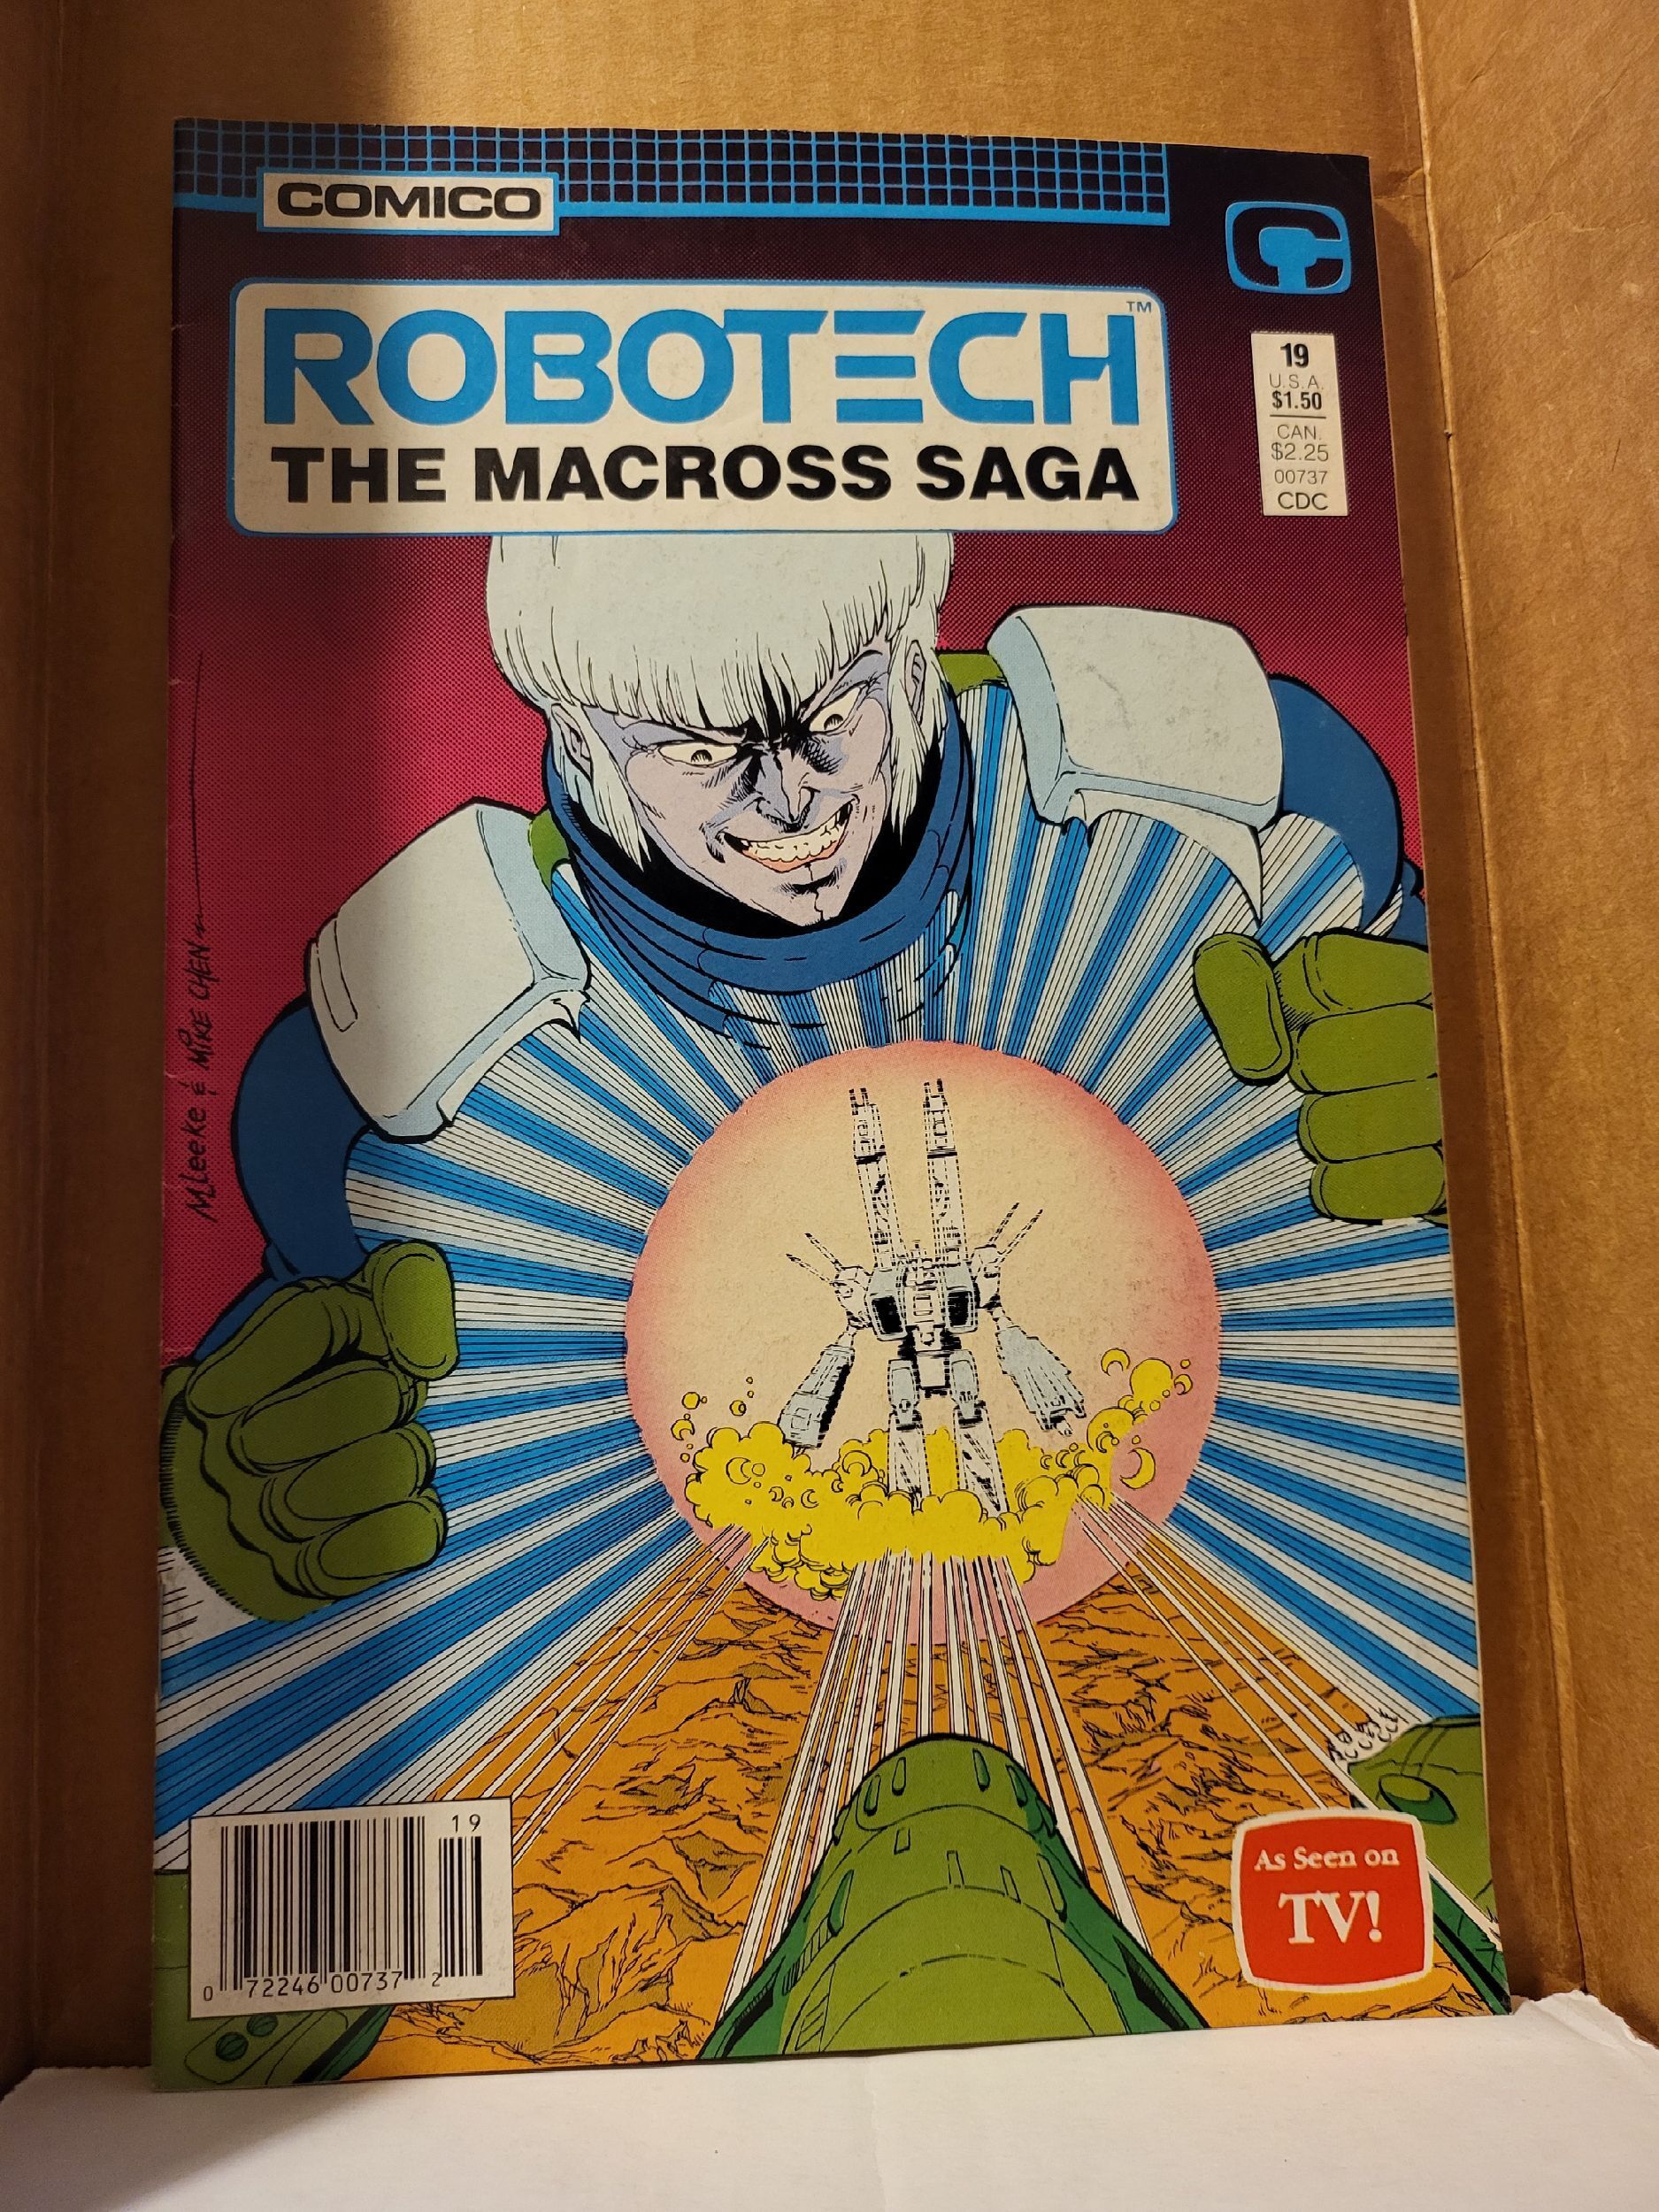 COMICO
ROBOTECH™
THE MACROSS SAGA
19
U.S.A.
$1.50
CAN.
$2.25
00737
CDC
M.Leeke & Mike Chen
19
0 72246 00737 2
As Seen on
TV!